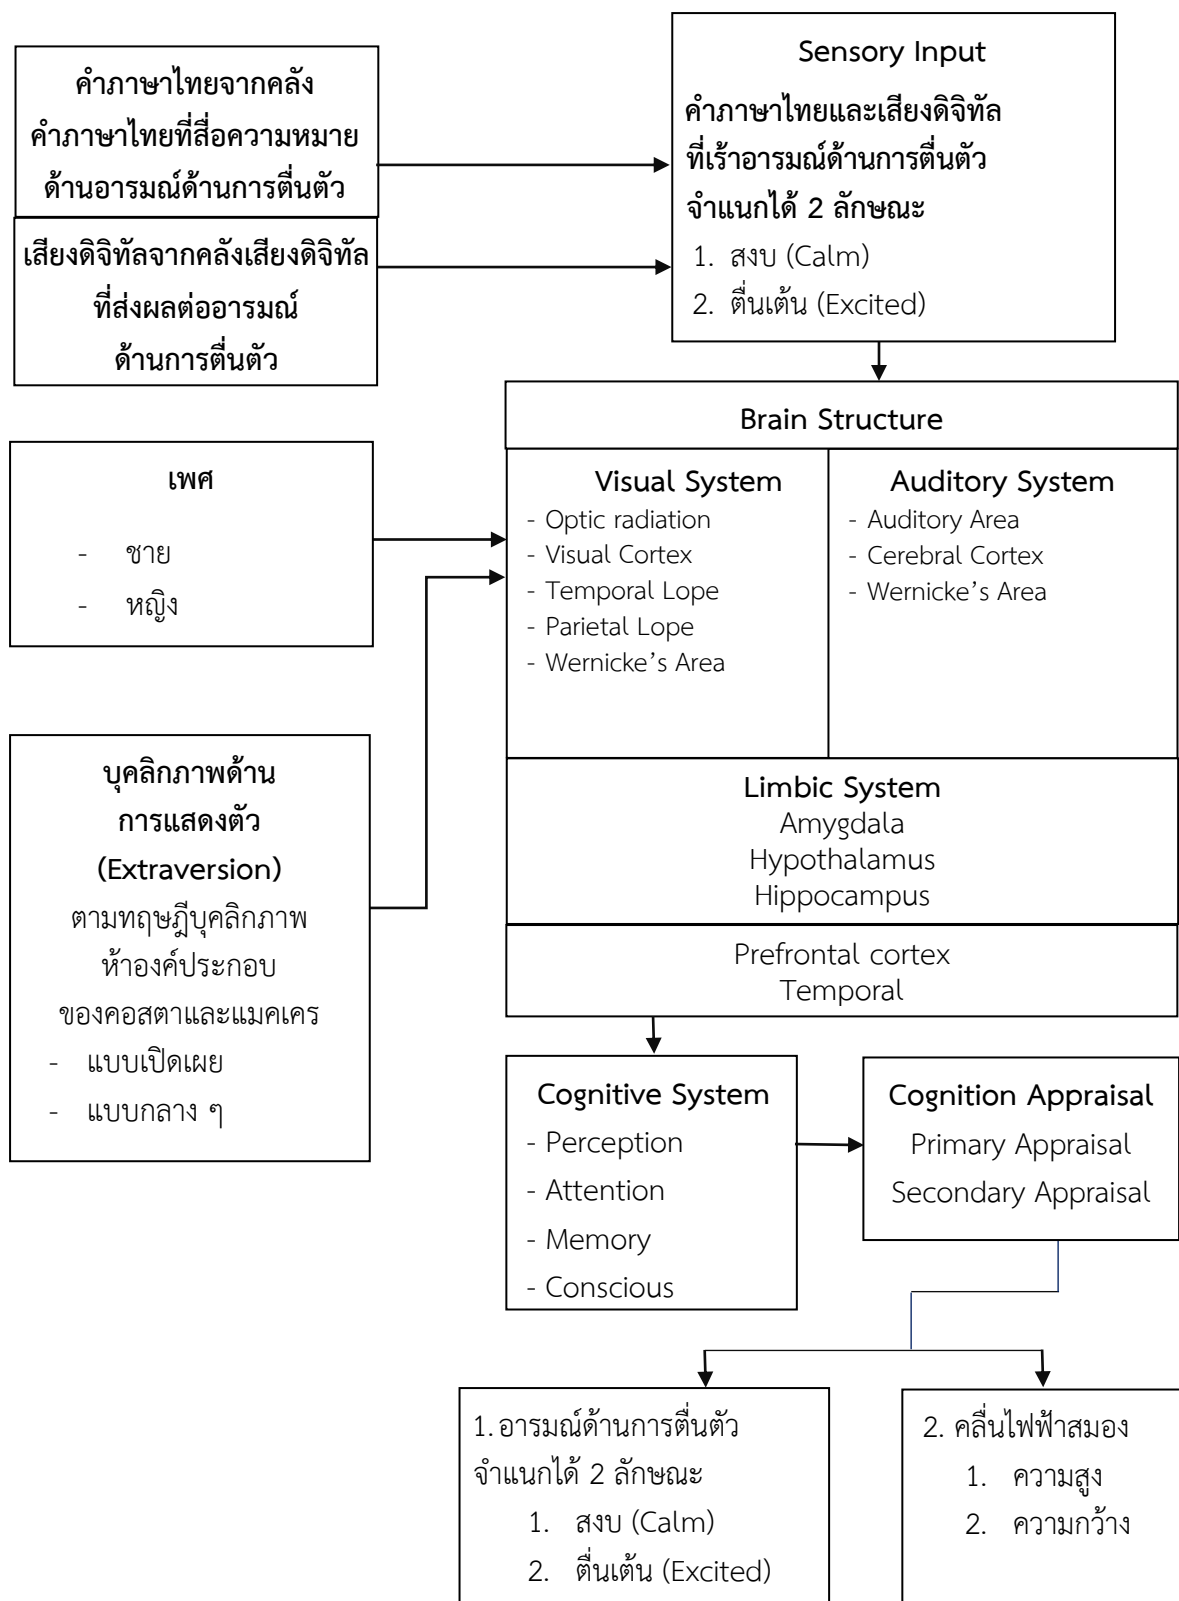 คำภาษาไทยจากคลัง
คำภาษาไทยที่สื่อความหมาย
ด้านอารมณ์ด้านการตื่นตัว
เสียงดิจิทัลจากคลังเสียงดิจิทัล
ที่ส่งผลต่ออารมณ์
ด้านการตื่นตัว
Sensory Input
คำภาษาไทยและเสียงดิจิทัล
ที่เร้าอารมณ์ด้านการตื่นตัว
จำแนกได้ 2 ลักษณะ
1. สงบ (Calm)
2. ตื่นเต้น (Excited)
เพศ
- ชาย
- หญิง
บุคลิกภาพด้าน
การแสดงตัว
(Extraversion)
ตามทฤษฎีบุคลิกภาพ
ห้าองค์ประกอบ
ของคอสตาและแมคเคร
- แบบเปิดเผย
- แบบกลาง ๆ
Brain Structure
Visual System
- Optic radiation
- Visual Cortex
- Temporal Lope
- Parietal Lope
- Wernicke’s Area
Auditory System
- Auditory Area
- Cerebral Cortex
- Wernicke’s Area
Limbic System
Amygdala
Hypothalamus
Hippocampus
Prefrontal cortex
Temporal
Cognitive System
- Perception
- Attention
- Memory
- Conscious
Cognition Appraisal
Primary Appraisal
Secondary Appraisal
1. อารมณ์ด้านการตื่นตัว
จำแนกได้ 2 ลักษณะ
1. สงบ (Calm)
2. ตื่นเต้น (Excited)
2. คลื่นไฟฟ้าสมอง
1. ความสูง
2. ความกว้าง